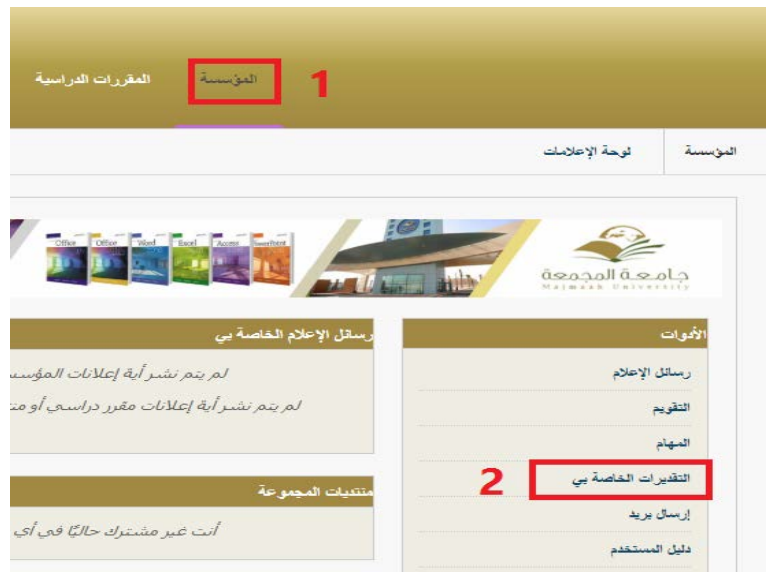 المؤسسة
المقررات الدراسية
1
المؤسسة
لوحة الإعلامات
جامعة المجمعة
Majmaah University
Office Office Word Excel Access PowerPoint
الأدوات
رسائل الإعلام
التقويم
المهام
التقديرات الخاصة بي
2
إرسال بريد
دليل المستخدم
رسائل الإعلام الخاصة بي
لم يتم نشر أية إعلانات المؤسس
لم يتم نشر أية إعلانات مقرر دراسي أو من
منتديات المجموعة
أنت غير مشترك حاليًا في أي